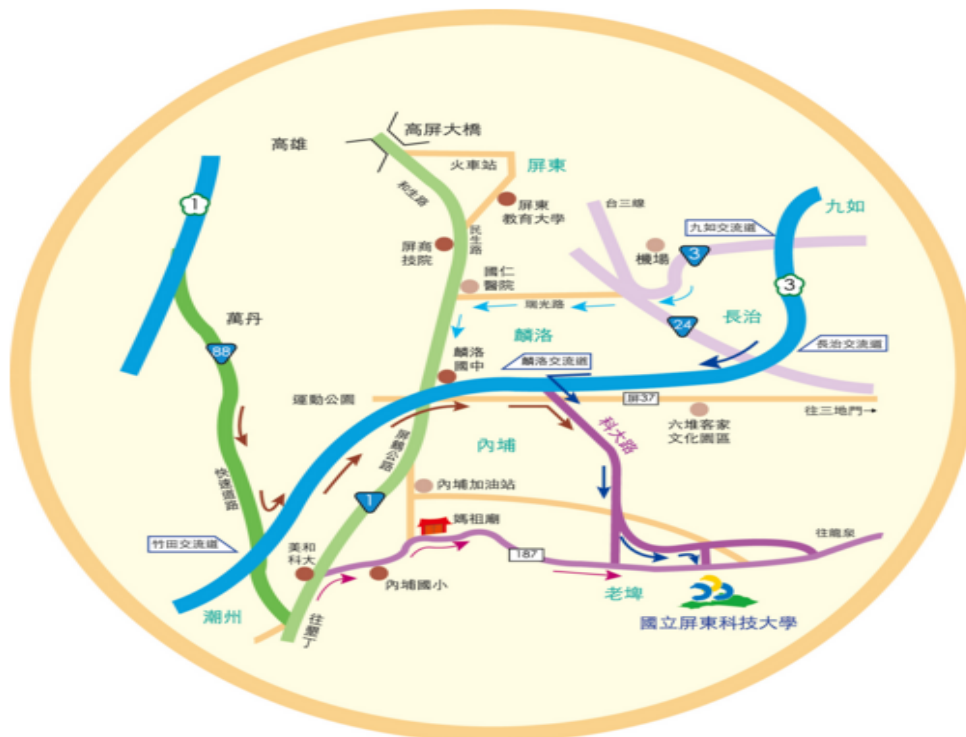 高屏大橋
高雄
火車站
屏東
和生路
屏東
教育大學
台三線
九如
1
民生路
九如交流道
屏商
技院
機場
3
國仁
醫院
3
瑞光路
萬丹
24
長治
麟洛
88
麟洛
國中
麟洛交流道
長治交流道
運動公園
屏37
往三地門→
六堆客家
文化園區
科大路
屏鵝公路
內埔
快速道路
內埔加油站
1
媽祖廟
竹田交流道
美和
科大
187
往龍泉
內埔國小
老埤
潮州
往墾丁
國立屏東科技大學